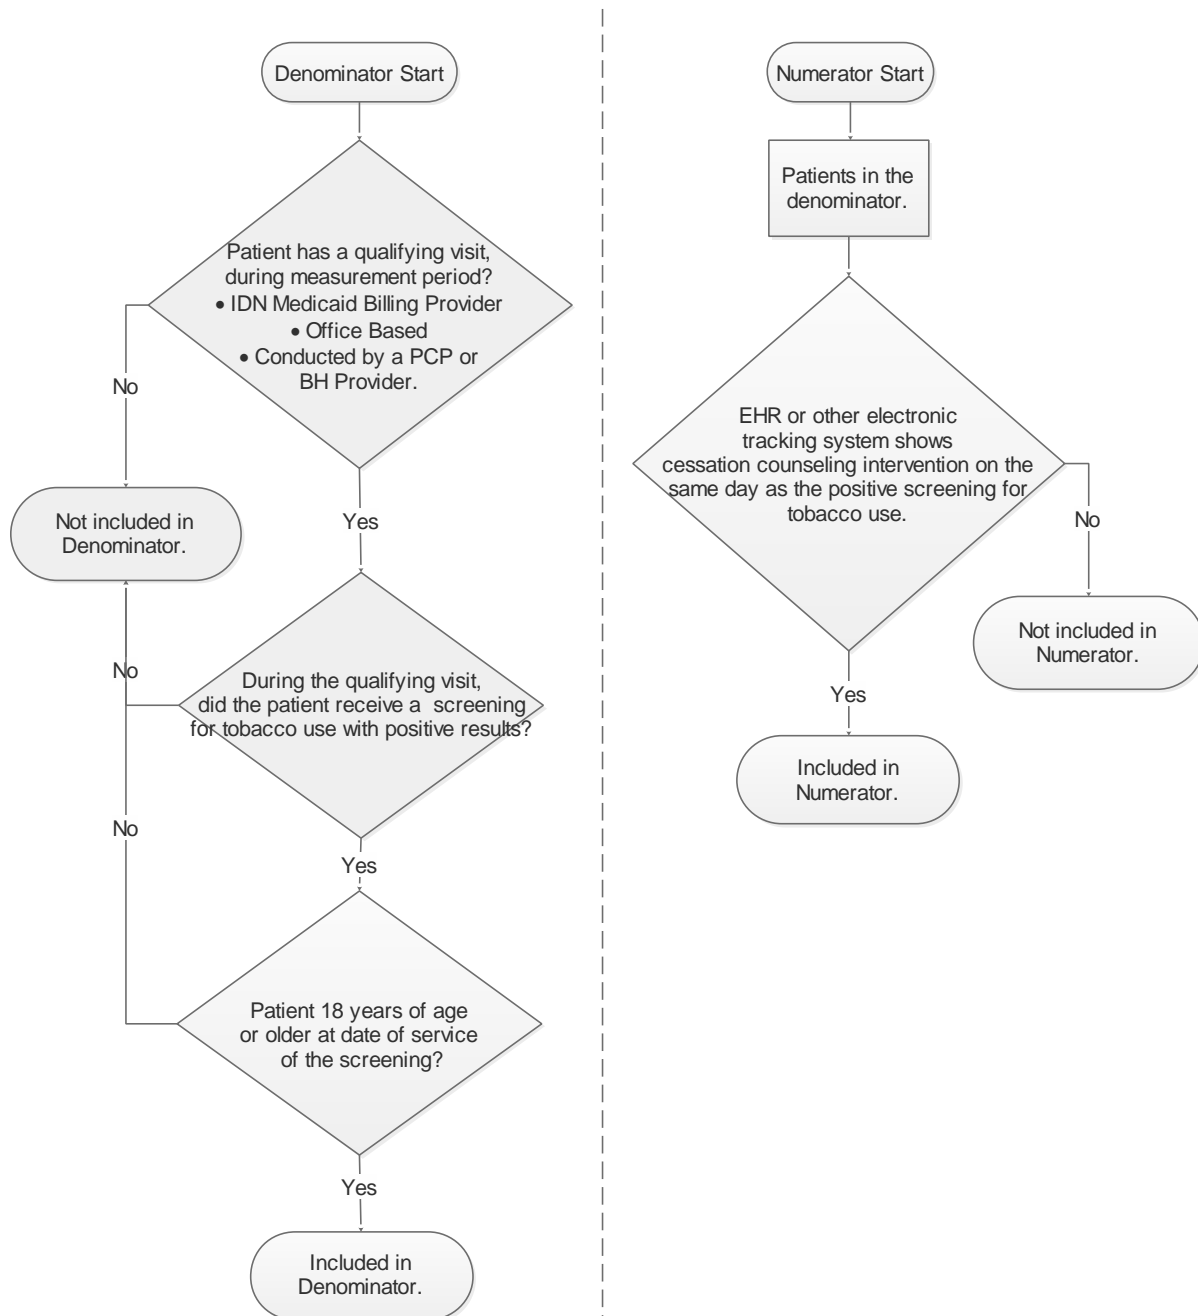 Denominator Start
Patient has a qualifying visit,
during measurement period?
• IDN Medicaid Billing Provider
• Office Based
• Conducted by a PCP or
BH Provider.
No
Yes
Not included in
Denominator.
No
During the qualifying visit,
did the patient receive a  screening
for tobacco use with positive results?
No
Yes
Patient 18 years of age
or older at date of service
of the screening?
Yes
Included in
Denominator.
Numerator Start
Patients in the
denominator.
EHR or other electronic
tracking system shows
cessation counseling intervention on the
same day as the positive screening for
tobacco use.
No
Not included in
Numerator.
Yes
Included in
Numerator.